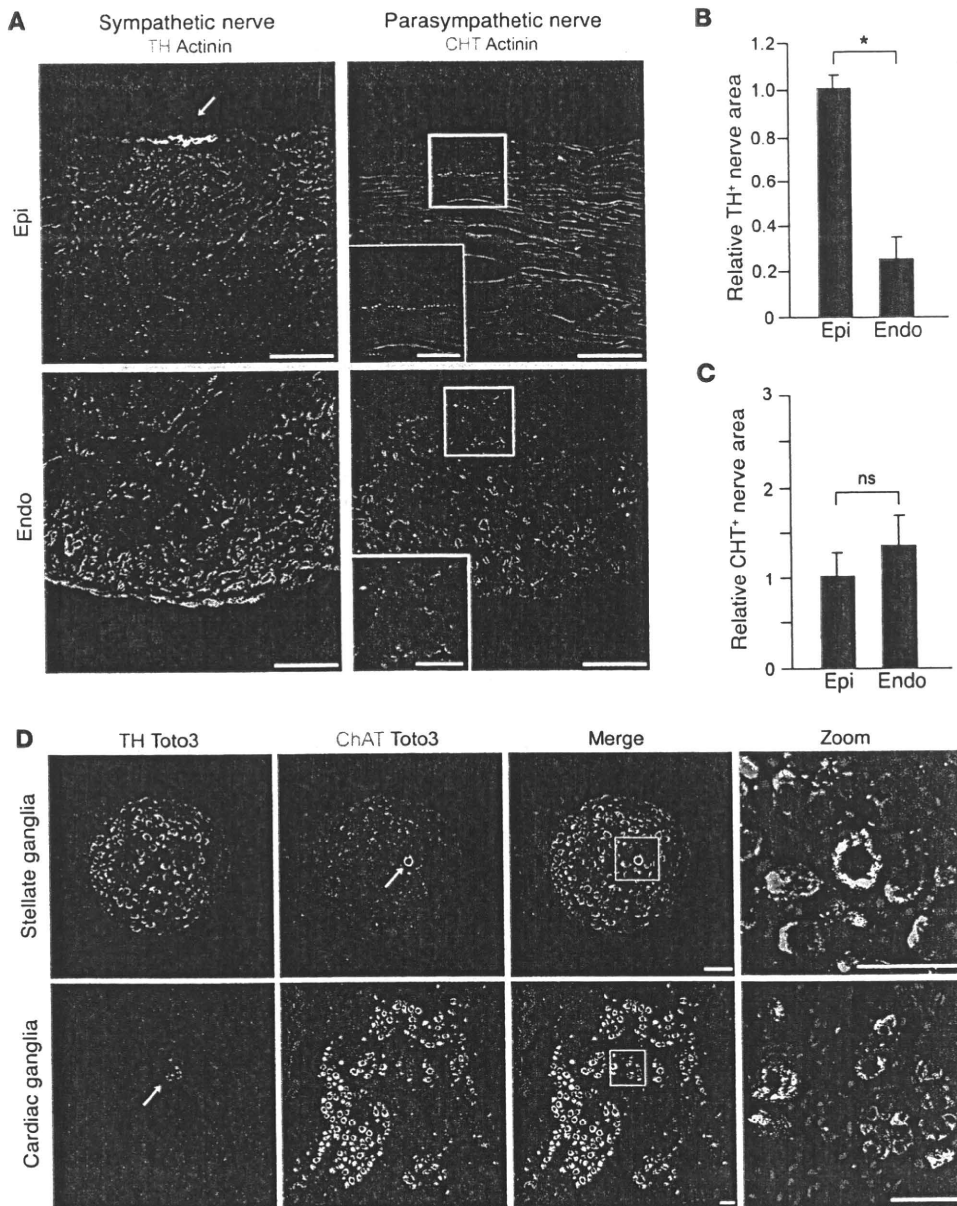 A
Sympathetic nerve
TH Actinin
Parasympathetic nerve
CHT Actinin
Epi
Endo
B
Relative TH⁺ nerve area
1.2
1.0
0.8
0.6
0.4
0.2
0
*
Epi Endo
C
Relative CHT⁺ nerve area
3
2
1
0
ns
Epi Endo
D
TH Toto3
ChAT Toto3
Merge
Zoom
Stellate ganglia
Cardiac ganglia